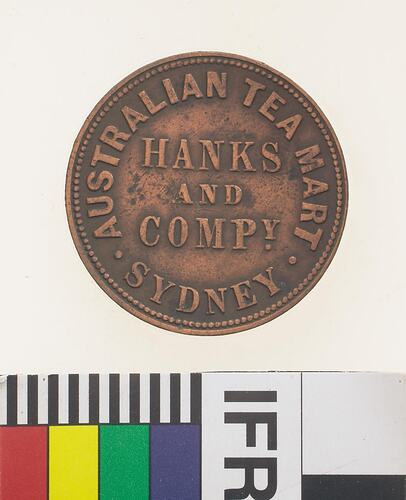 AUSTRALIAN TEA MART
HANKS
AND
COMPY.
· SYDNEY ·
IFR